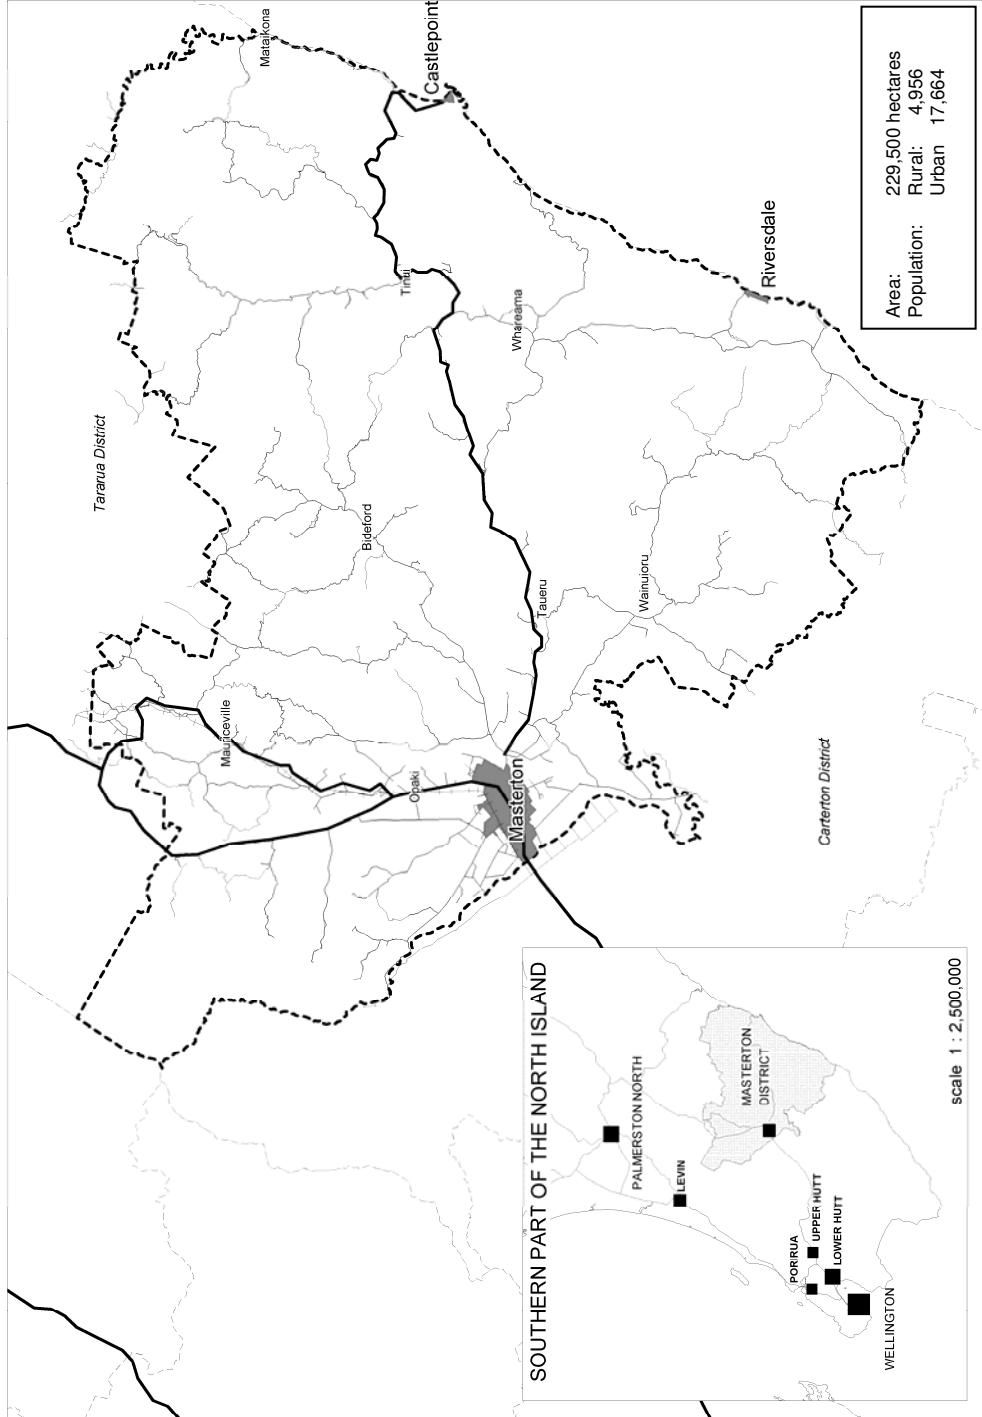 Tararua District
Mataikona
Castlepoint
Tinui
Whareama
Riversdale
Bideford
Mauriceville
Opaki
Taueru
Wainuioru
Masterton
Carterton District
Area: 229,500 hectares
Population: Rural: 4,956
Urban 17,664
SOUTHERN PART OF THE NORTH ISLAND
PALMERSTON NORTH
LEVIN
MASTERTON
DISTRICT
PORIRUA
UPPER HUTT
LOWER HUTT
WELLINGTON
scale 1 : 2,500,000